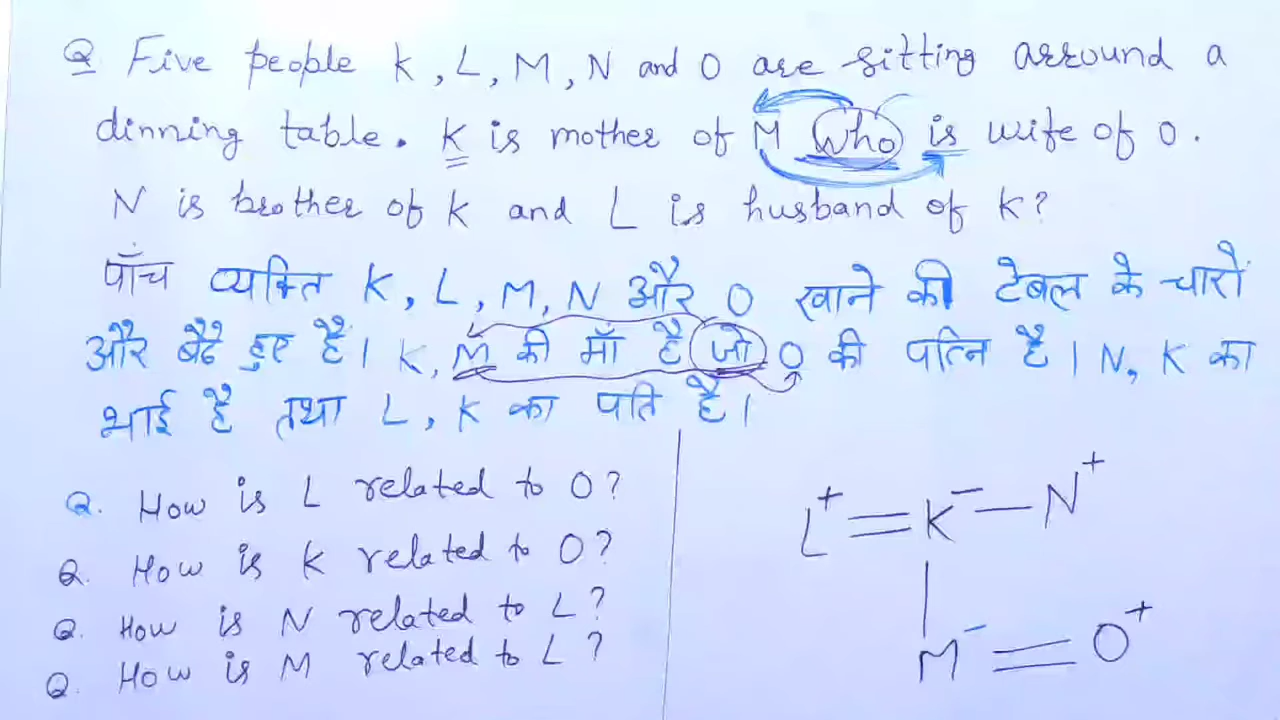 Q. Five people K, L, M, N and O are sitting arround a
dinning table. K is mother of M who is wife of O.
N is brother of K and L is husband of K?
पाँच व्यक्ति K, L, M, N और O खाने की टेबल के चारों
और बैठे हुए है। K, M की माँ है जो O की पत्नि है। N, K का
भाई है तथा L, K का पति है।
Q. How is L related to O?
Q. How is K related to O?
Q. How is N related to L?
Q. How is M related to L?
L+ = K- — N+
|
M- = O+